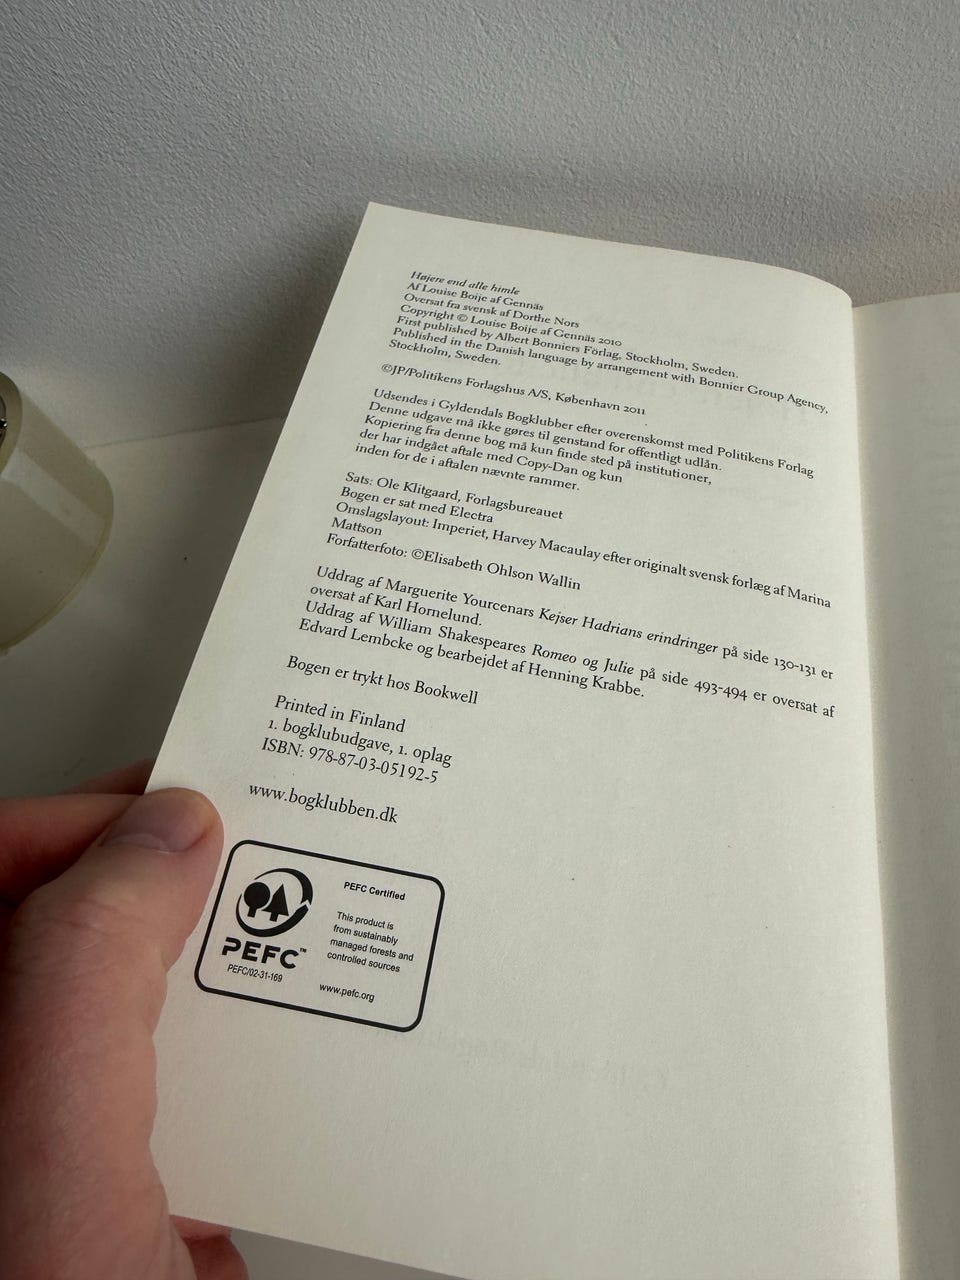 Højere end alle himle
Af Louise Boije af Gennäs
Oversat fra svensk af Dorthe Nors
Copyright © Louise Boije af Gennäs 2010
First published by Albert Bonniers Förlag, Stockholm, Sweden.
Published in the Danish language by arrangement with Bonnier Group Agency,
Stockholm, Sweden.
©JP/Politikens Forlagshus A/S, København 2011
Udsendes i Gyldendals Bogklubber efter overenskomst med Politikens Forlag
Denne udgave må ikke gøres til genstand for offentligt udlån.
Kopiering fra denne bog må kun finde sted på institutioner,
der har indgået aftale med Copy-Dan og kun
inden for de i aftalen nævnte rammer.
Sats: Ole Klitgaard, Forlagsbureauet
Bogen er sat med Electra
Omslagslayout: Imperiet, Harvey Macaulay efter originalt svensk forlæg af Marina
Mattson
Forfatterfoto: ©Elisabeth Ohlson Wallin
Uddrag af Marguerite Yourcenars Kejser Hadrians erindringer på side 130-131 er
oversat af Karl Hornelund.
Uddrag af William Shakespeares Romeo og Julie på side 493-494 er oversat af
Edvard Lembcke og bearbejdet af Henning Krabbe.
Bogen er trykt hos Bookwell
Printed in Finland
1. bogklubudgave, 1. oplag
ISBN: 978-87-03-05192-5
www.bogklubben.dk
PEFC™
PEFC/02-31-169
PEFC Certified
This product is
from sustainably
managed forests and
controlled sources
www.pefc.org